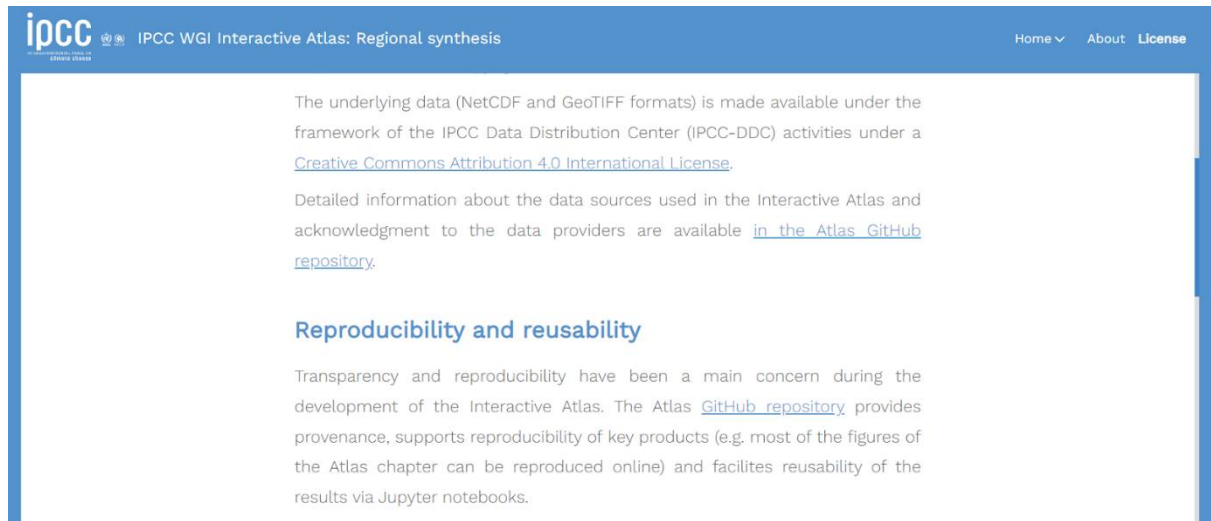 ipcc
climate change
IPCC WGI Interactive Atlas: Regional synthesis
Home
About
License
The underlying data (NetCDF and GeoTIFF formats) is made available under the
framework of the IPCC Data Distribution Center (IPCC-DDC) activities under a
Creative Commons Attribution 4.0 International License.
Detailed information about the data sources used in the Interactive Atlas and
acknowledgment to the data providers are available in the Atlas GitHub
repository.
Reproducibility and reusability
Transparency and reproducibility have been a main concern during the
development of the Interactive Atlas. The Atlas GitHub repository provides
provenance, supports reproducibility of key products (e.g. most of the figures of
the Atlas chapter can be reproduced online) and facilites reusability of the
results via Jupyter notebooks.